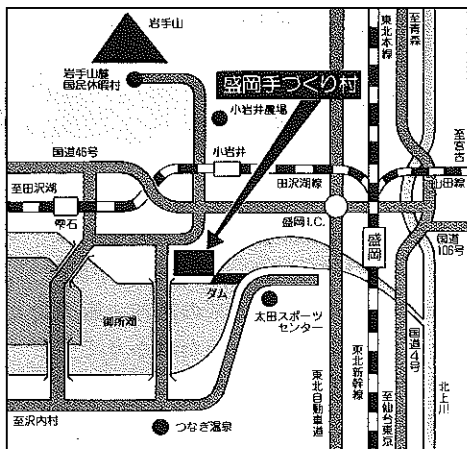 岩手山
岩手山麓
国民休暇村
盛岡手つくり村
小岩井農場
東北本線
至青森
至宮古
国道46号
小岩井
至田沢湖
田沢湖線
山田線
雫石
盛岡I.C.
盛岡
国道
106号
ダム
御所湖
太田スポーツ
センター
東北自動車道
東北新幹線
至仙台東京
国道4号
北上川
至沢内村
つなぎ温泉